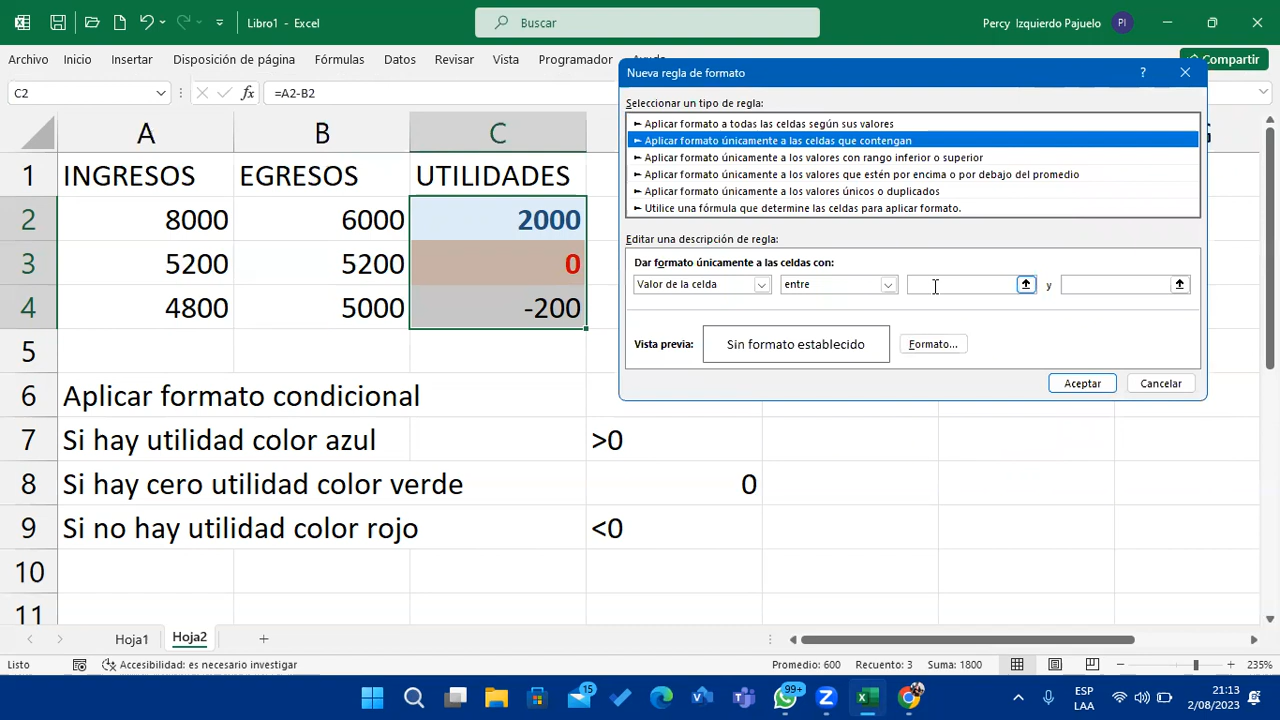 Libro1 - Excel
Buscar
Percy Izquierdo Pajuelo
PI
Archivo Inicio Insertar Disposición de página Fórmulas Datos Revisar Vista Programador
Compartir
C2
fx
=A2-B2
A B C
1 INGRESOS EGRESOS UTILIDADES
2 8000 6000 2000
3 5200 5200 0
4 4800 5000 -200
5
6 Aplicar formato condicional
7 Si hay utilidad color azul >0
8 Si hay cero utilidad color verde 0
9 Si no hay utilidad color rojo <0
10
11
Nueva regla de formato
?
Seleccionar un tipo de regla:
► Aplicar formato a todas las celdas según sus valores
► Aplicar formato únicamente a las celdas que contengan
► Aplicar formato únicamente a los valores con rango inferior o superior
► Aplicar formato únicamente a los valores que estén por encima o por debajo del promedio
► Aplicar formato únicamente a los valores únicos o duplicados
► Utilice una fórmula que determine las celdas para aplicar formato.
Editar una descripción de regla:
Dar formato únicamente a las celdas con:
Valor de la celda entre y
Vista previa: Sin formato establecido Formato...
Aceptar Cancelar
Hoja1 Hoja2
Listo Accesibilidad: es necesario investigar Promedio: 600 Recuento: 3 Suma: 1800 235%
15
99+
ESP
LAA
21:13
2/08/2023